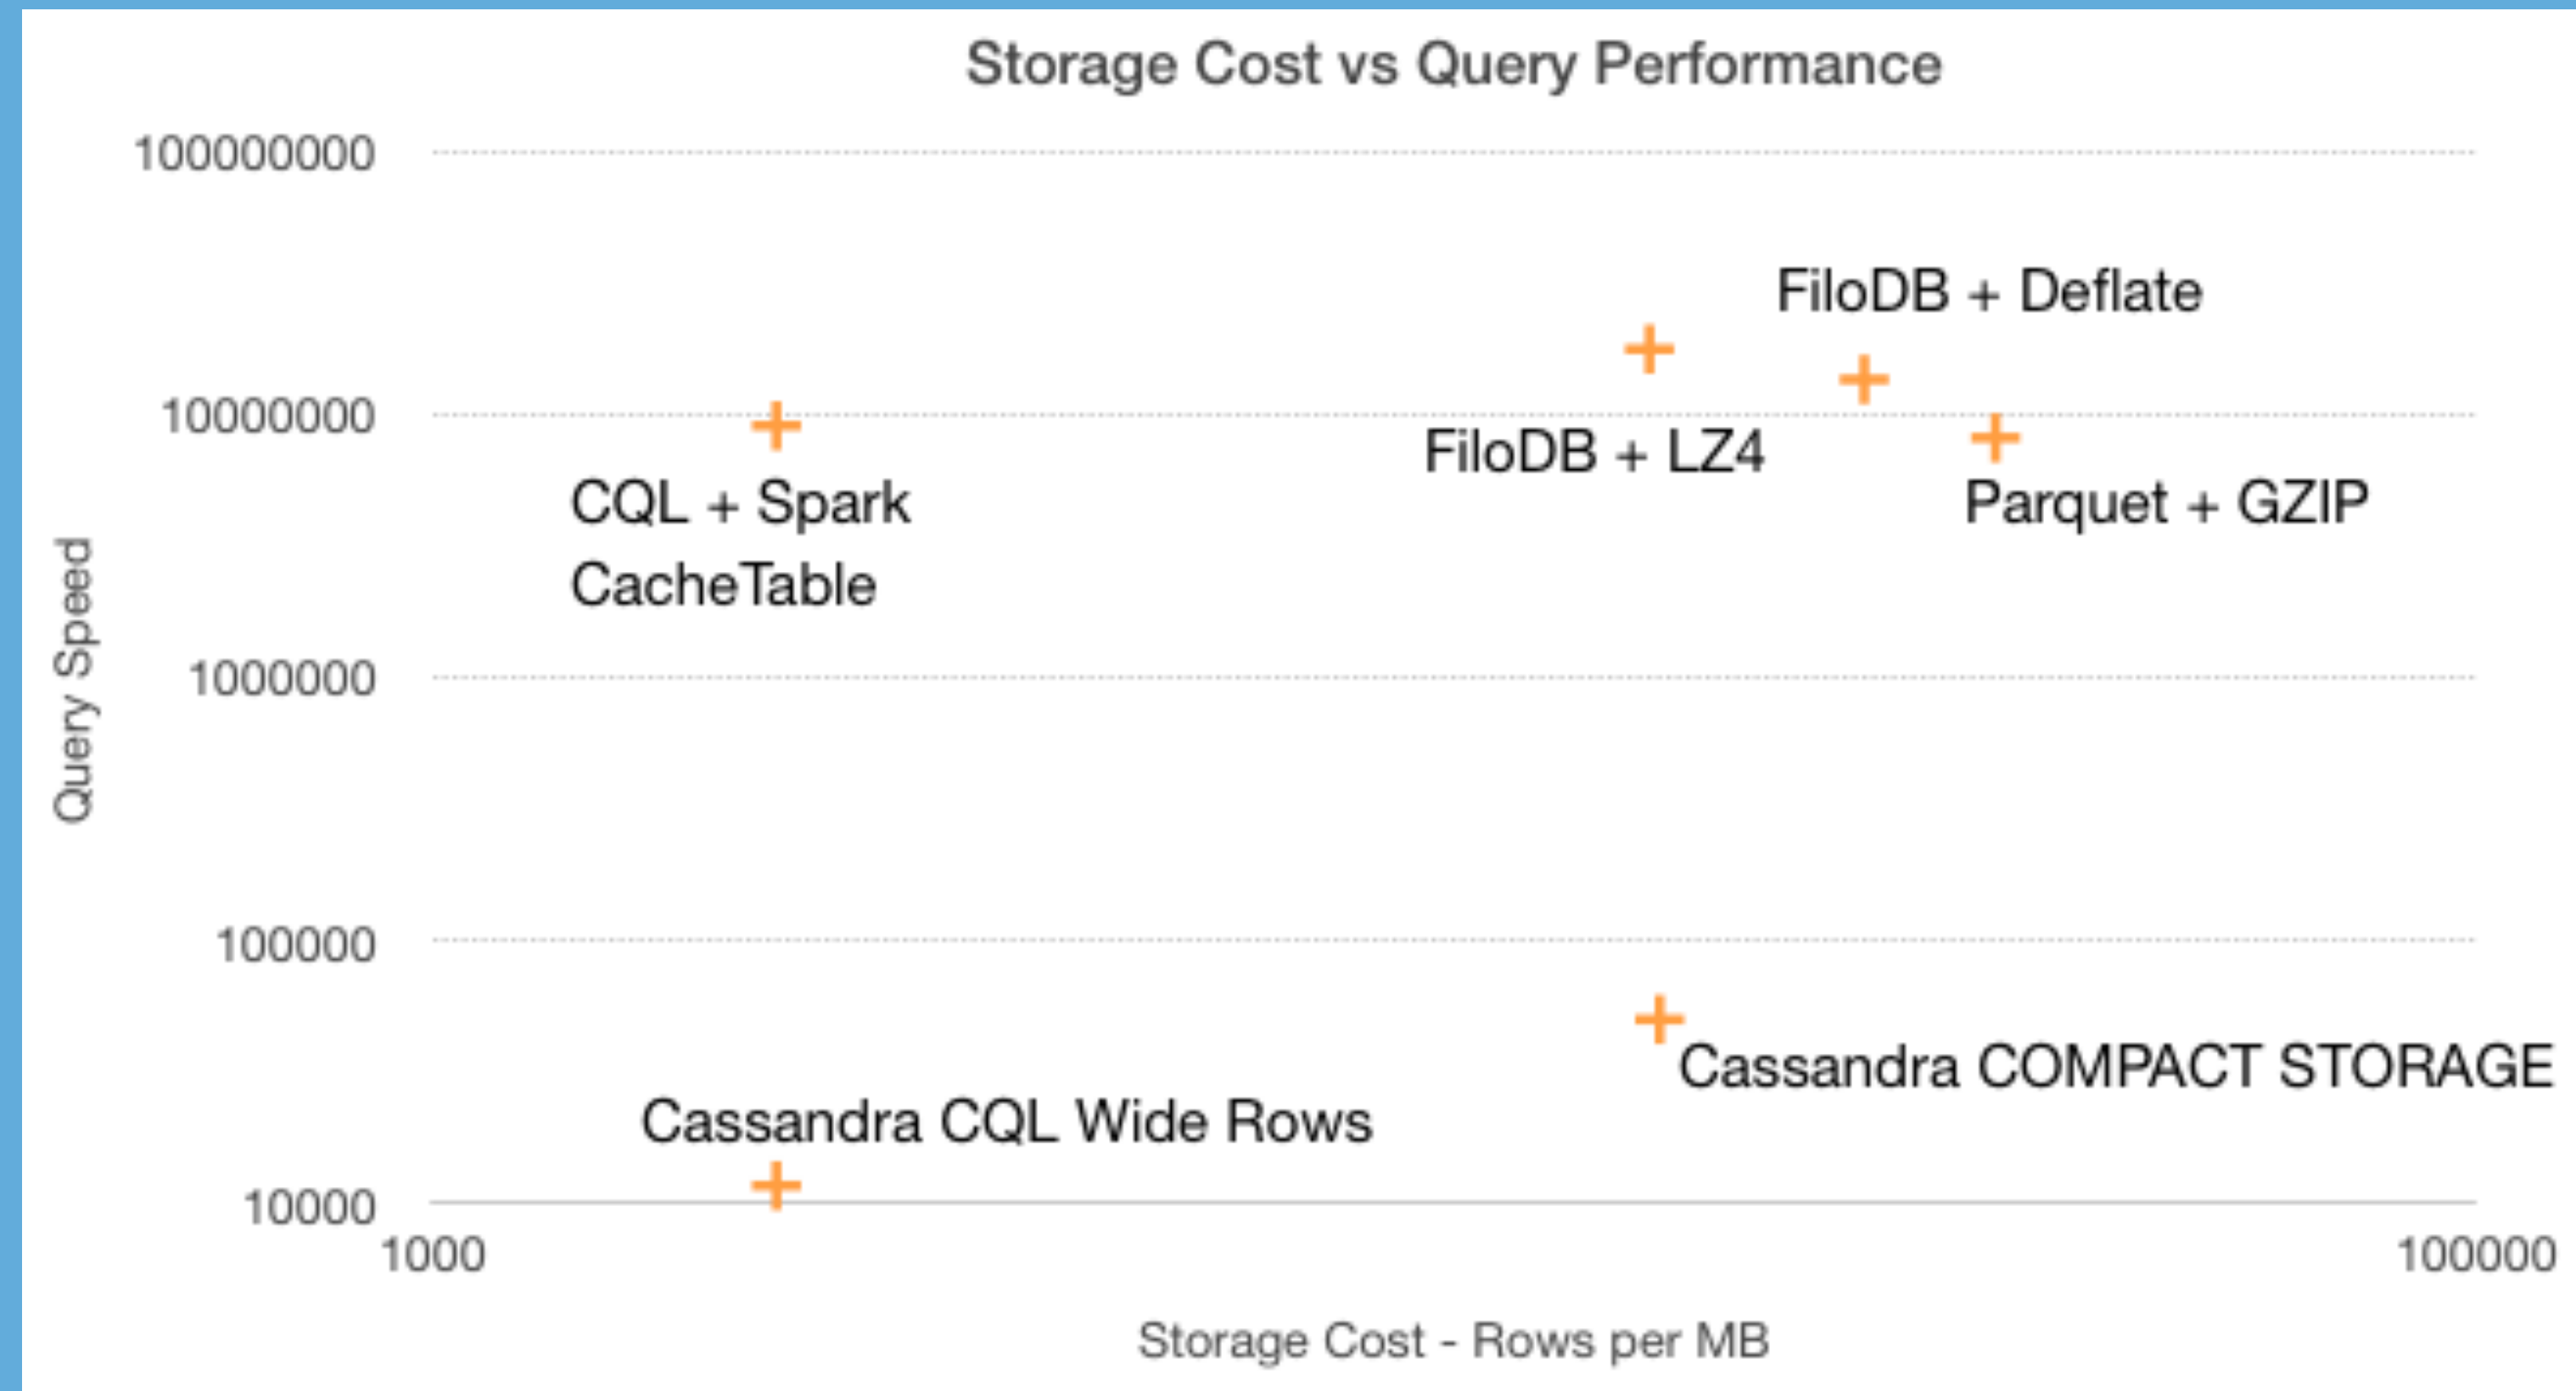 Storage Cost vs Query Performance
100000000
FiloDB + Deflate
10000000
FiloDB + LZ4
CQL + Spark
CacheTable
Parquet + GZIP
Query Speed
1000000
100000
Cassandra COMPACT STORAGE
Cassandra CQL Wide Rows
10000
1000
100000
Storage Cost - Rows per MB